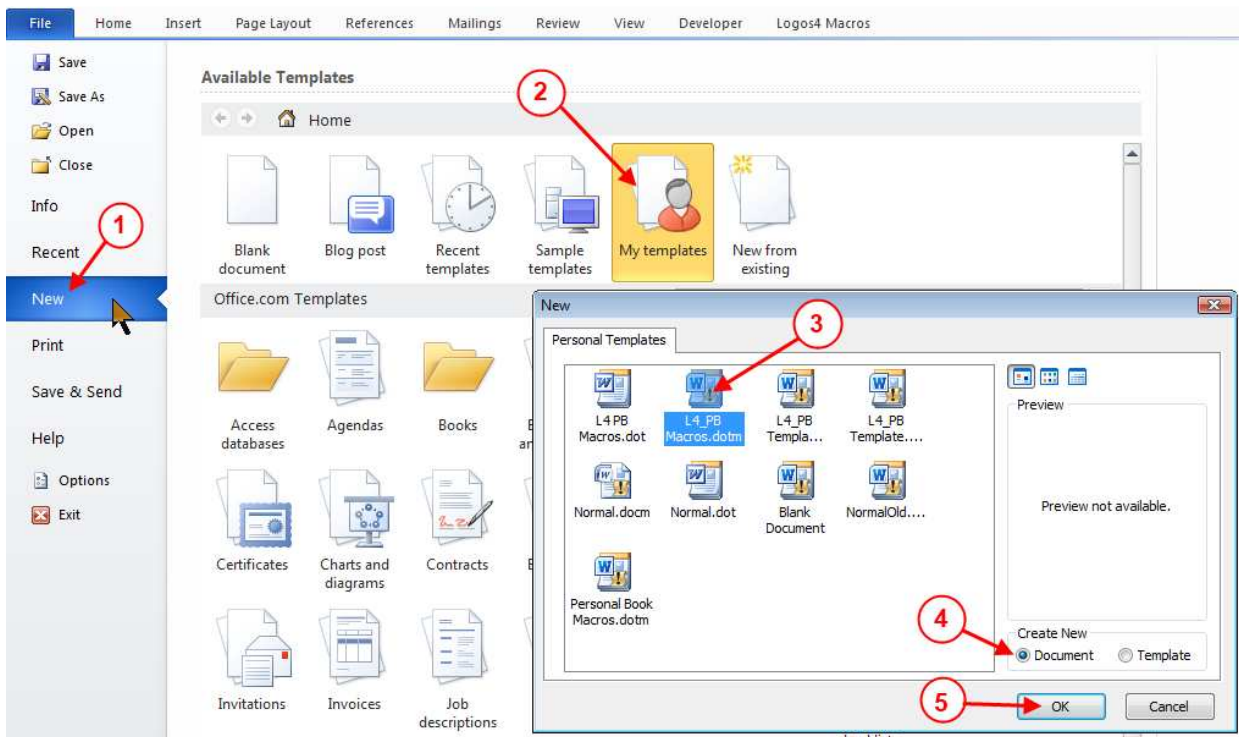 File Home Insert Page Layout References Mailings Review View Developer Logos4 Macros
Save
Save As
Open
Close
Info
Recent
New
Print
Save & Send
Help
Options
Exit
1
Available Templates
2
Home
Blank
document
Blog post
Recent
templates
Sample
templates
My templates
New from
existing
Office.com Templates
Access
databases
Agendas
Books
Certificates
Charts and
diagrams
Contracts
Invitations
Invoices
Job
descriptions
New
3
Personal Templates
L4 PB
Macros.dot
L4_PB
Macros.dotm
L4_PB
Templa...
L4_PB
Template....
Normal.docm
Normal.dot
Blank
Document
NormalOld....
Personal Book
Macros.dotm
Preview
Preview not available.
4
Create New
Document Template
5
OK Cancel